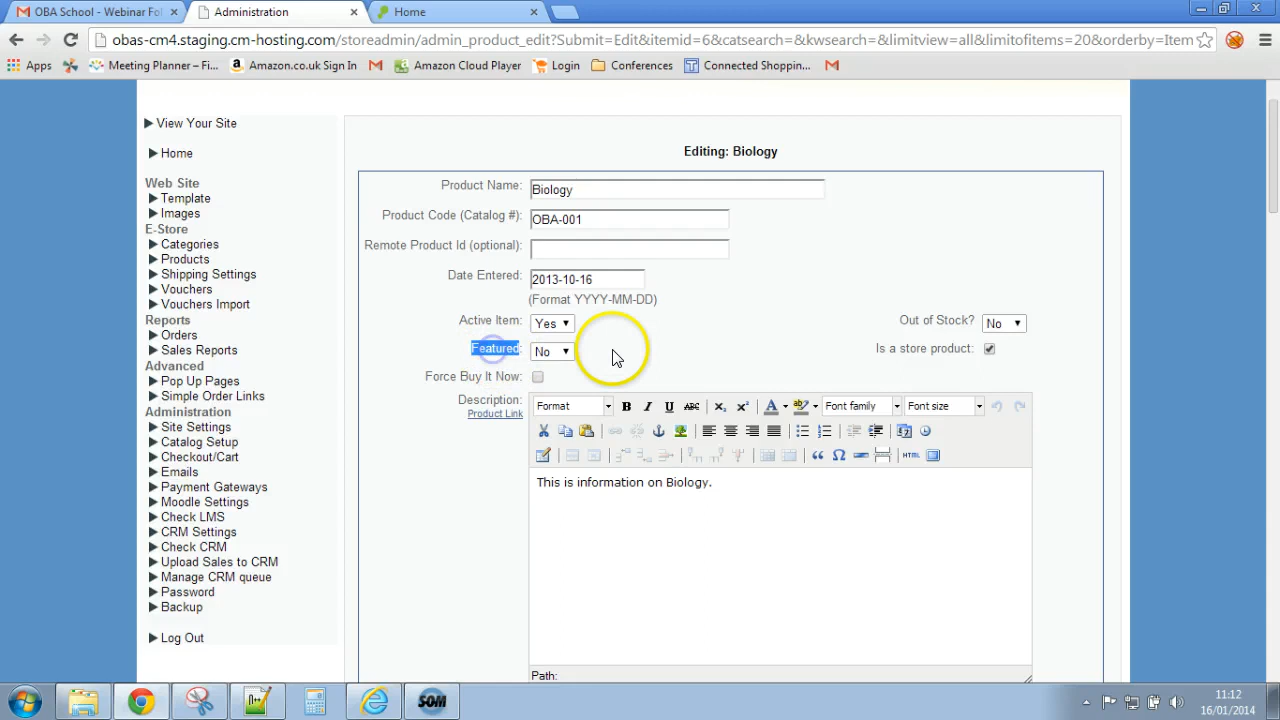 OBA School - Webinar Fol
Administration
Home
obas-cm4.staging.cm-hosting.com/storeadmin/admin_product_edit?Submit=Edit&itemid=6&catsearch=&kwsearch=&limitview=all&limitofitems=20&orderby=Item
Apps
Meeting Planner – Fi...
Amazon.co.uk Sign In
Amazon Cloud Player
Login
Conferences
Connected Shoppin...
View Your Site
Home
Web Site
Template
Images
E-Store
Categories
Products
Shipping Settings
Vouchers
Vouchers Import
Reports
Orders
Sales Reports
Advanced
Pop Up Pages
Simple Order Links
Administration
Site Settings
Catalog Setup
Checkout/Cart
Emails
Payment Gateways
Moodle Settings
Check LMS
CRM Settings
Check CRM
Upload Sales to CRM
Manage CRM queue
Password
Backup
Log Out
Editing: Biology
Product Name: Biology
Product Code (Catalog #): OBA-001
Remote Product Id (optional):
Date Entered: 2013-10-16
(Format YYYY-MM-DD)
Active Item: Yes
Out of Stock? No
Featured: No
Is a store product:
Force Buy It Now:
Description:
Product Link
Format
B I U ABC
Font family
Font size
HTML
This is information on Biology.
Path:
SOM
11:12
16/01/2014